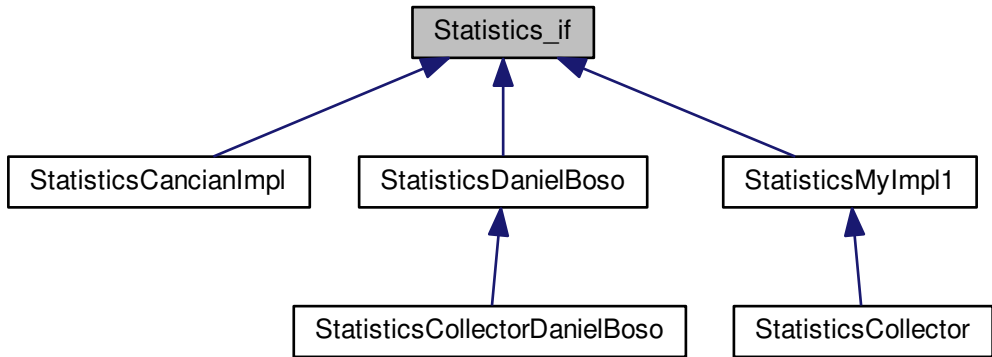 Statistics_if
StatisticsCancianImpl
StatisticsDanielBoso
StatisticsMyImpl1
StatisticsCollectorDanielBoso
StatisticsCollector